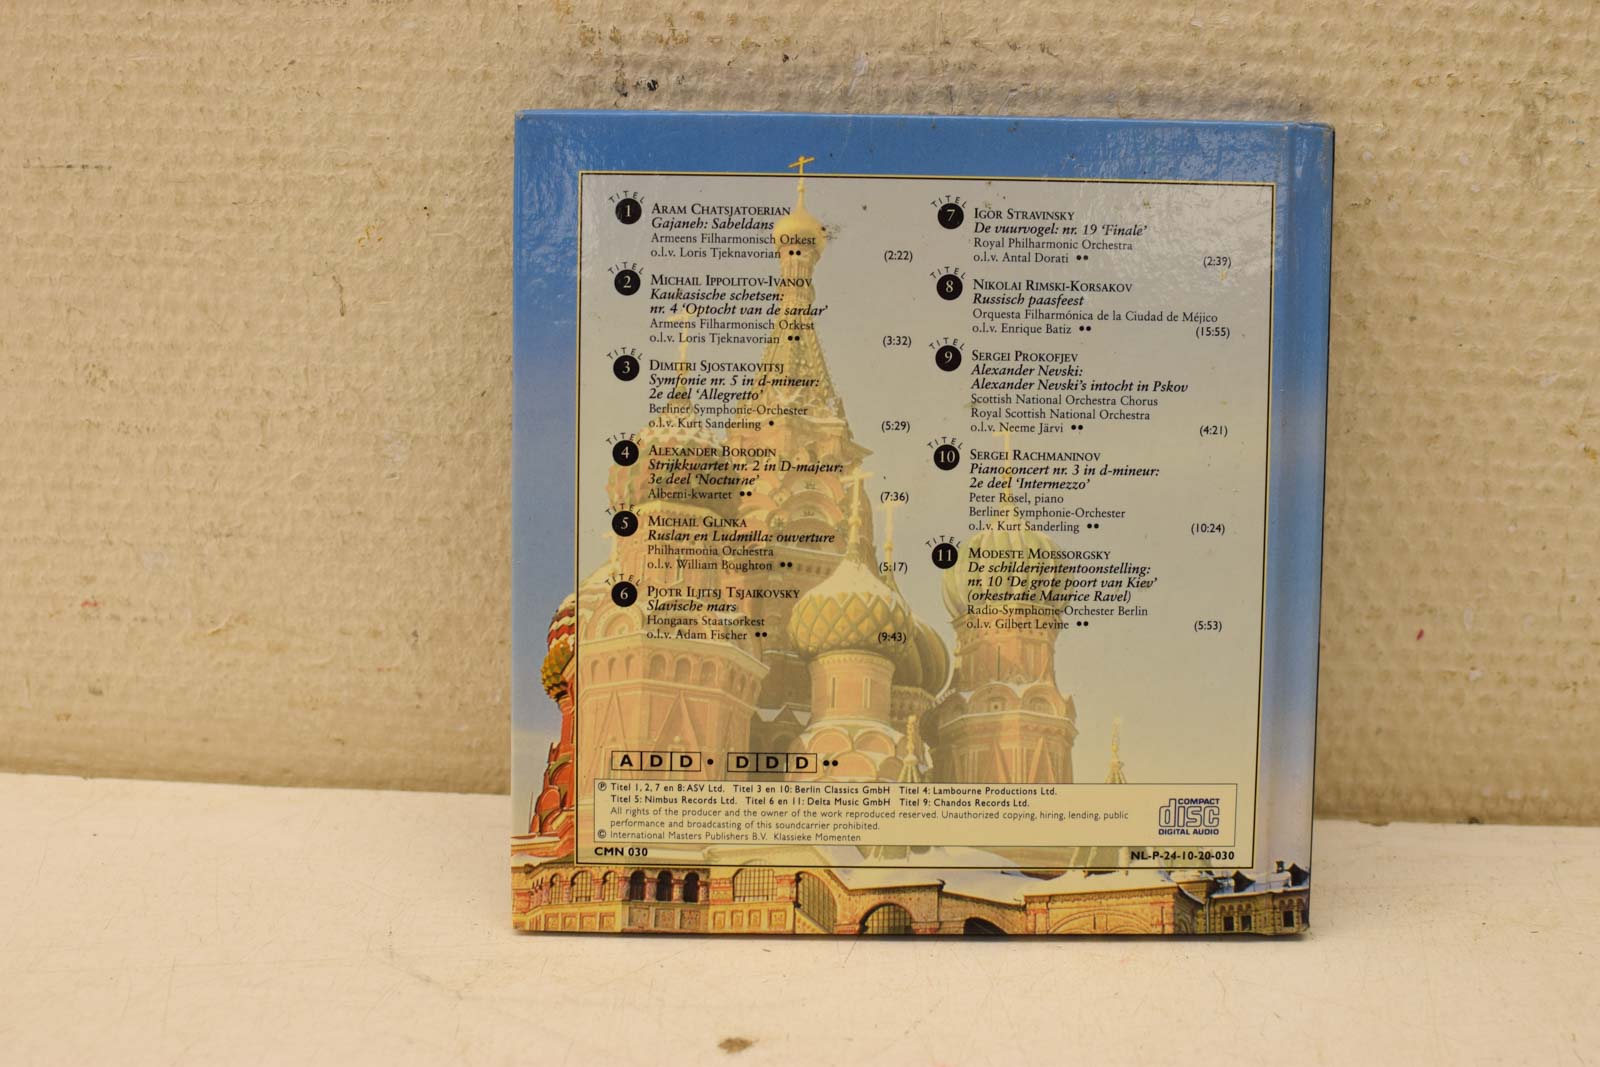 TITEL
1 ARAM CHATSJATOERIAN
Gajaneh: Sabeldans
Armeens Filharmonisch Orkest
o.l.v. Loris Tjeknavorian •• (2:22)
TITEL
2 MICHAIL IPPOLITOV-IVANOV
Kaukasische schetsen:
nr. 4 ‘Optocht van de sardar’
Armeens Filharmonisch Orkest
o.l.v. Loris Tjeknavorian •• (3:32)
TITEL
3 DIMITRI SJOSTAKOVITSJ
Symfonie nr. 5 in d-mineur:
2e deel ‘Allegretto’
Berliner Symphonie-Orchester
o.l.v. Kurt Sanderling • (5:29)
TITEL
4 ALEXANDER BORODIN
Strijkkwartet nr. 2 in D-majeur:
3e deel ‘Nocturne’
Alberni-kwartet •• (7:36)
TITEL
5 MICHAIL GLINKA
Ruslan en Ludmilla: ouverture
Philharmonia Orchestra
o.l.v. William Boughton •• (5:17)
TITEL
6 PJOTR ILJITSJ TSJAIKOVSKY
Slavische mars
Hongaars Staatsorkest
o.l.v. Adam Fischer •• (9:43)
TITEL
7 IGOR STRAVINSKY
De vuurvogel: nr. 19 ‘Finale’
Royal Philharmonic Orchestra
o.l.v. Antal Dorati •• (2:39)
TITEL
8 NIKOLAI RIMSKI-KORSAKOV
Russisch paasfeest
Orquesta Filharmónica de la Ciudad de Méjico
o.l.v. Enrique Batiz •• (15:55)
TITEL
9 SERGEI PROKOFJEV
Alexander Nevski:
Alexander Nevski's intocht in Pskov
Scottish National Orchestra Chorus
Royal Scottish National Orchestra
o.l.v. Neeme Järvi •• (4:21)
TITEL
10 SERGEI RACHMANINOV
Pianoconcert nr. 3 in d-mineur:
2e deel ‘Intermezzo’
Peter Rösel, piano
Berliner Symphonie-Orchester
o.l.v. Kurt Sanderling •• (10:24)
TITEL
11 MODESTE MOESSORGSKY
De schilderijententoonstelling:
nr. 10 ‘De grote poort van Kiev’
(orkestratie Maurice Ravel)
Radio-Symphonie-Orchester Berlin
o.l.v. Gilbert Levine •• (5:53)
ADD • DDD ••
℗ Titel 1, 2, 7 en 8: ASV Ltd. Titel 3 en 10: Berlin Classics GmbH Titel 4: Lambourne Productions Ltd.
Titel 5: Nimbus Records Ltd. Titel 6 en 11: Delta Music GmbH Titel 9: Chandos Records Ltd.
All rights of the producer and the owner of the work reproduced reserved. Unauthorized copying, hiring, lending, public
performance and broadcasting of this soundcarrier prohibited.
© International Masters Publishers B.V. Klassieke Momenten
COMPACT
disc
DIGITAL AUDIO
CMN 030
NL-P-24-10-20-030